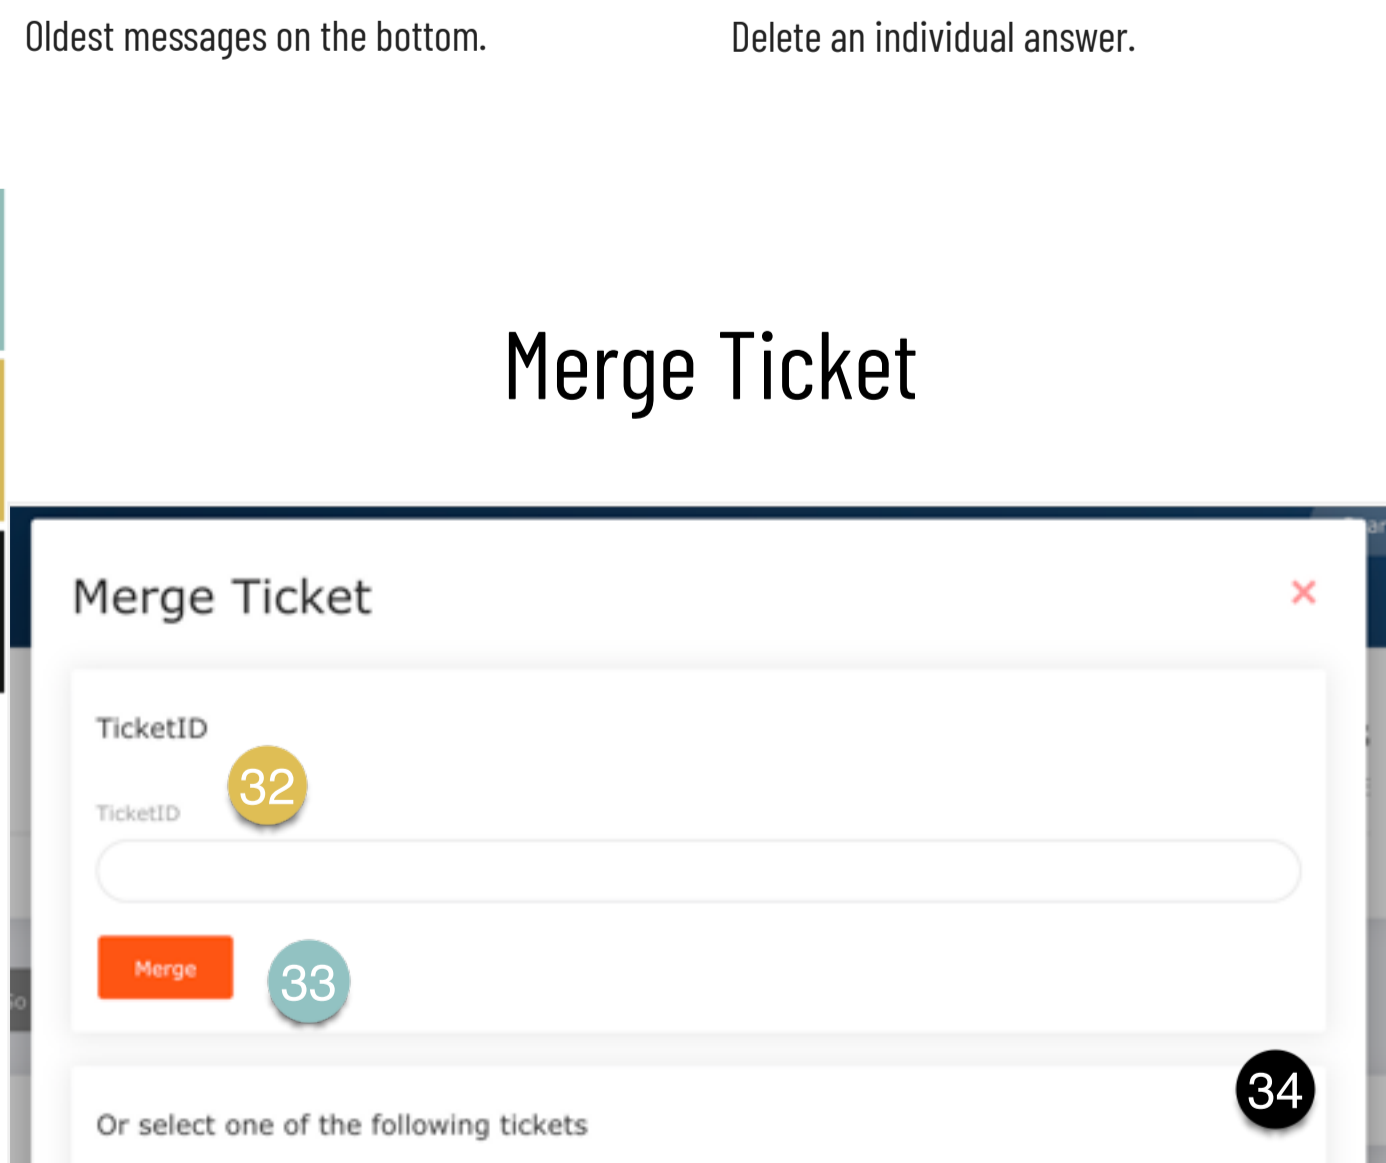 Oldest messages on the bottom.
Delete an individual answer.
Merge Ticket
Merge Ticket
TicketID
32
TicketID
Merge
33
34
Or select one of the following tickets